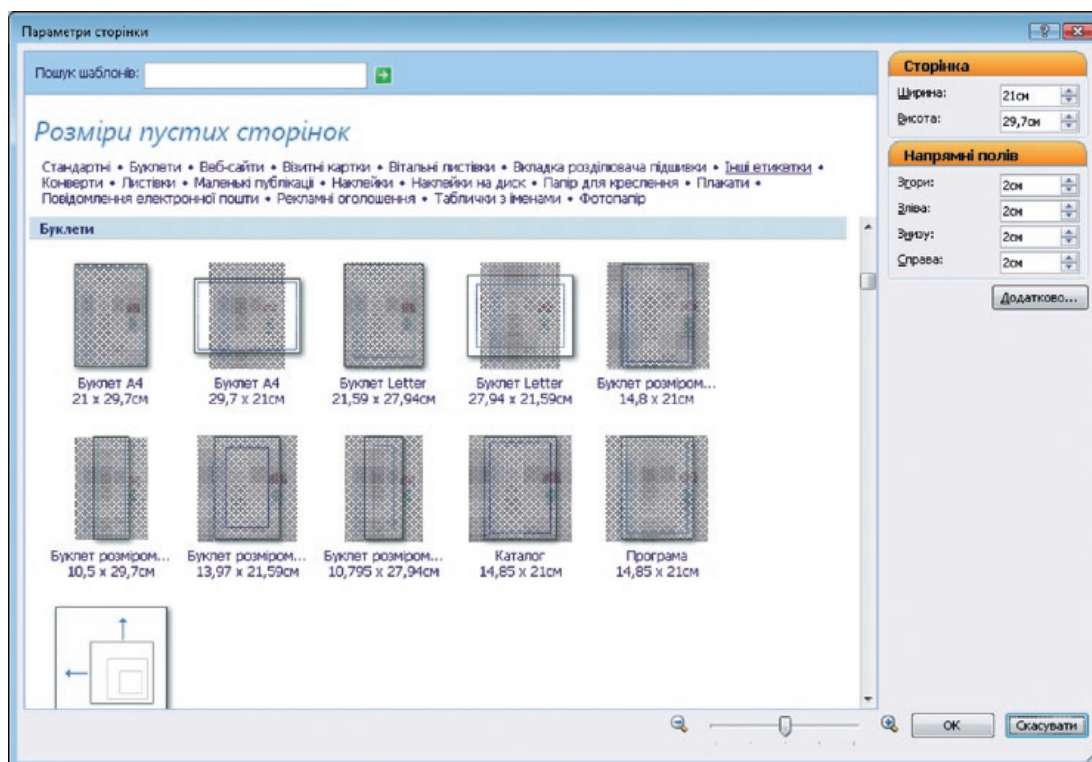 Параметри сторінки
Пошук шаблонів:
Розміри пустих сторінок
Стандартні • Буклети • Веб-сайти • Візитні картки • Вітальні листівки • Вкладка розділювача підшивки • Інші етикетки •
Конверти • Листівки • Маленькі публікації • Наклейки • Наклейки на диск • Папір для креслення • Плакати •
Повідомлення електронної пошти • Рекламні оголошення • Таблички з іменами • Фотопапір
Буклети
Буклет A4
21 x 29,7см
Буклет A4
29,7 x 21см
Буклет Letter
21,59 x 27,94см
Буклет Letter
27,94 x 21,59см
Буклет розміром...
14,8 x 21см
Буклет розміром...
10,5 x 29,7см
Буклет розміром...
13,97 x 21,59см
Буклет розміром...
10,795 x 27,94см
Каталог
14,85 x 21см
Програма
14,85 x 21см
Сторінка
Ширина: 21см
Висота: 29,7см
Напрямні полів
Згори: 2см
Зліва: 2см
Знизу: 2см
Справа: 2см
Додатково...
ОК
Скасувати